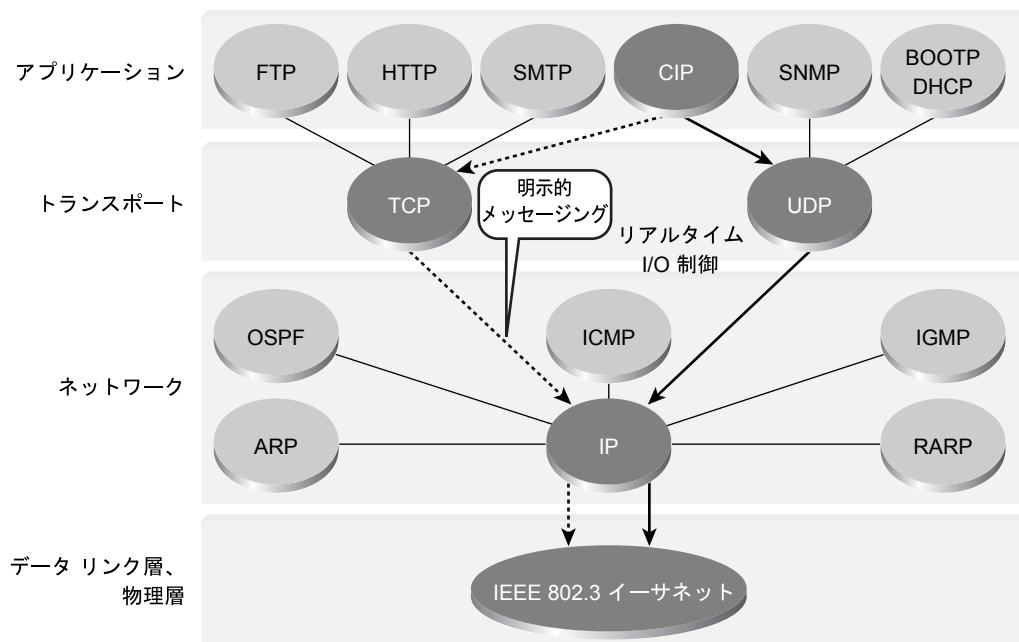 アプリケーション
FTP
HTTP
SMTP
CIP
SNMP
BOOTP
DHCP
トランスポート
TCP
明示的
メッセージング
UDP
リアルタイム
I/O 制御
ネットワーク
OSPF
ICMP
IGMP
ARP
IP
RARP
データ リンク層、
物理層
IEEE 802.3 イーサネット